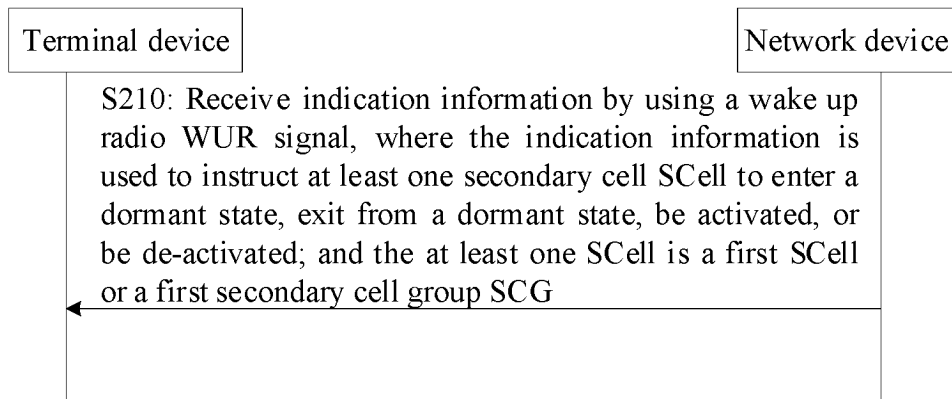 Terminal device
Network device
S210: Receive indication information by using a wake up
radio WUR signal, where the indication information is
used to instruct at least one secondary cell SCell to enter a
dormant state, exit from a dormant state, be activated, or
be de-activated; and the at least one SCell is a first SCell
or a first secondary cell group SCG